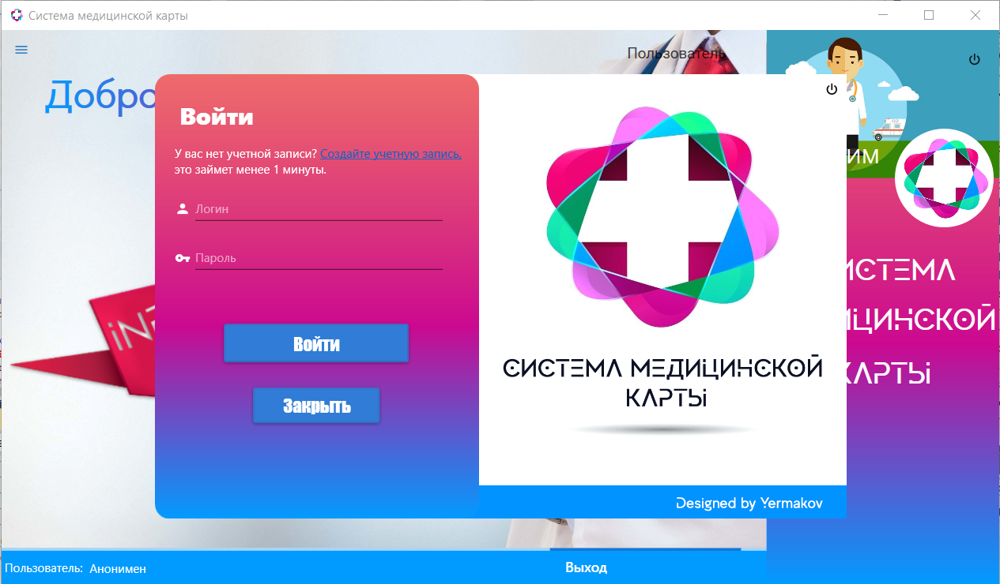 Система медицинской карты
Пользователь
Добро
Войти
У вас нет учетной записи? Создайте учетную запись,
это займет менее 1 минуты.
Логин
Пароль
Войти
Закрыть
СИСТЕМА МЕДИЦИНСКОЙ
КАРТЫ
Designed by Yermakov
ИМ
ИСТЕМА
ИЦИНСКОЙ
КАРТЫ
Пользователь: Анонимен
Выход